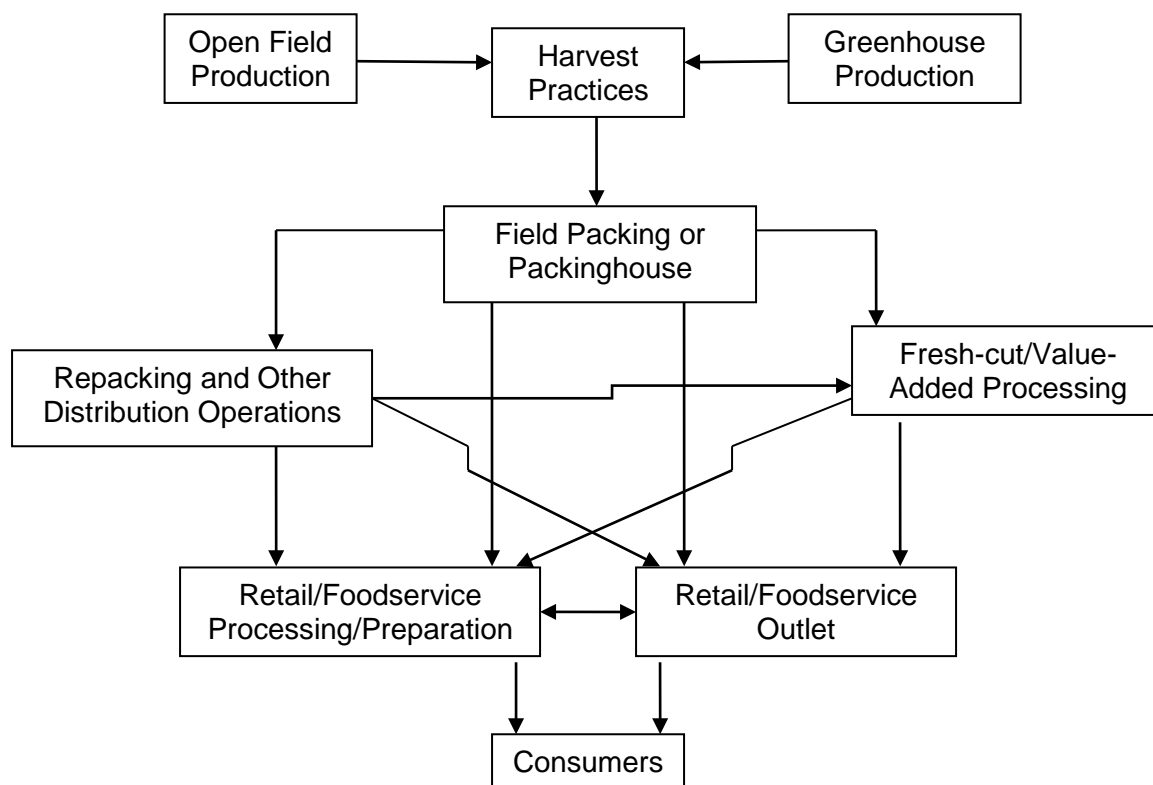 Open Field
Production
Harvest
Practices
Greenhouse
Production
Field Packing or
Packinghouse
Repacking and Other
Distribution Operations
Fresh-cut/Value-
Added Processing
Retail/Foodservice
Processing/Preparation
Retail/Foodservice
Outlet
Consumers